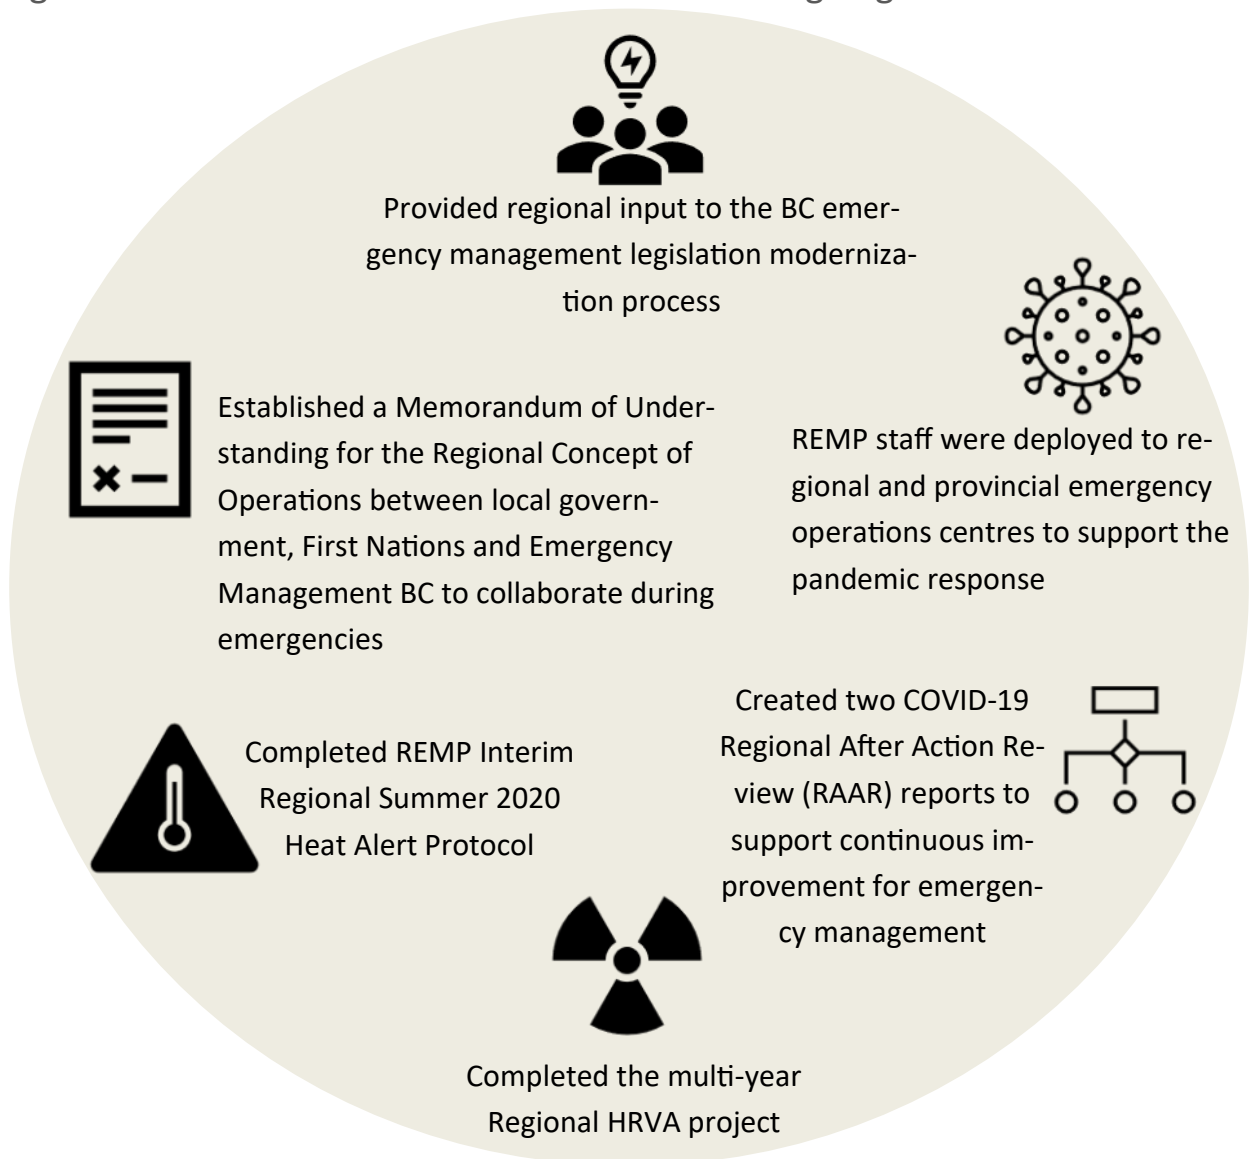 Provided regional input to the BC emer-
gency management legislation moderniza-
tion process
Established a Memorandum of Under-
standing for the Regional Concept of
Operations between local govern-
ment, First Nations and Emergency
Management BC to collaborate during
emergencies
REMP staff were deployed to re-
gional and provincial emergency
operations centres to support the
pandemic response
Completed REMP Interim
Regional Summer 2020
Heat Alert Protocol
Created two COVID-19
Regional After Action Re-
view (RAAR) reports to
support continuous im-
provement for emergen-
cy management
Completed the multi-year
Regional HRVA project